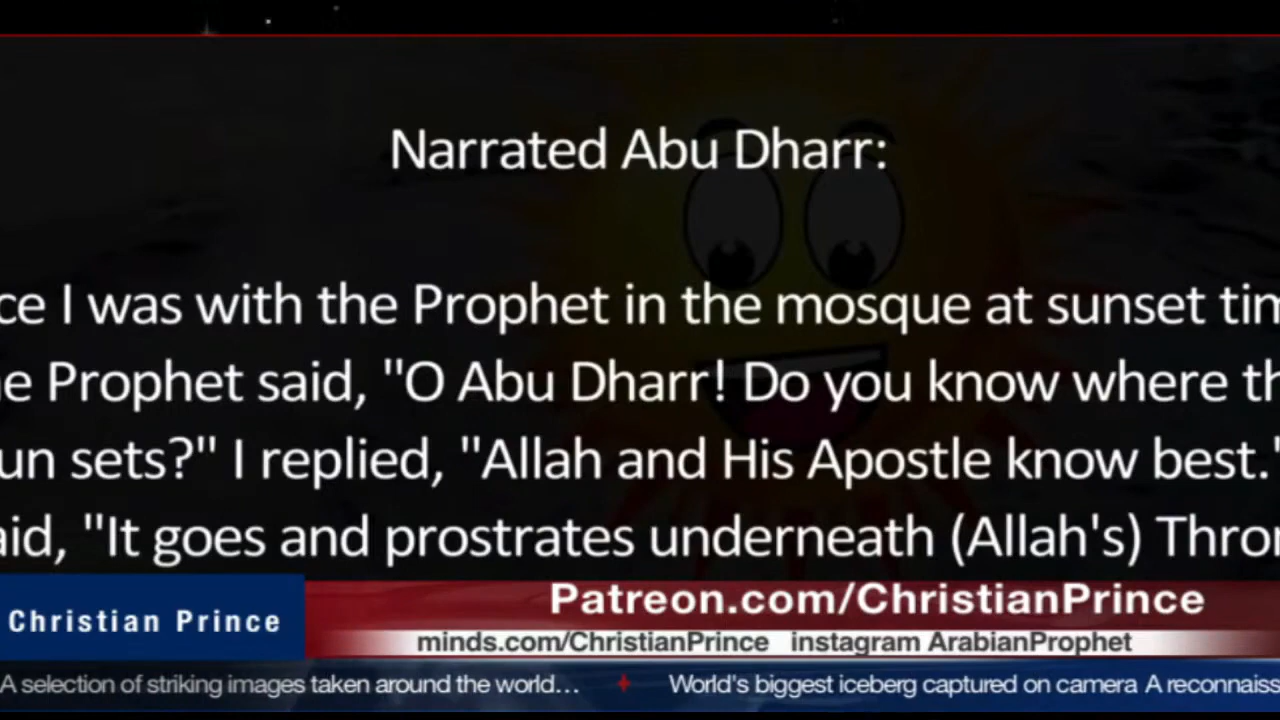 Narrated Abu Dharr:
ce I was with the Prophet in the mosque at sunset tim
e Prophet said, "O Abu Dharr! Do you know where th
un sets?" I replied, "Allah and His Apostle know best."
aid, "It goes and prostrates underneath (Allah's) Thron
Christian Prince
Patreon.com/ChristianPrince
minds.com/ChristianPrince instagram ArabianProphet
A selection of striking images taken around the world... World's biggest iceberg captured on camera A reconnaiss